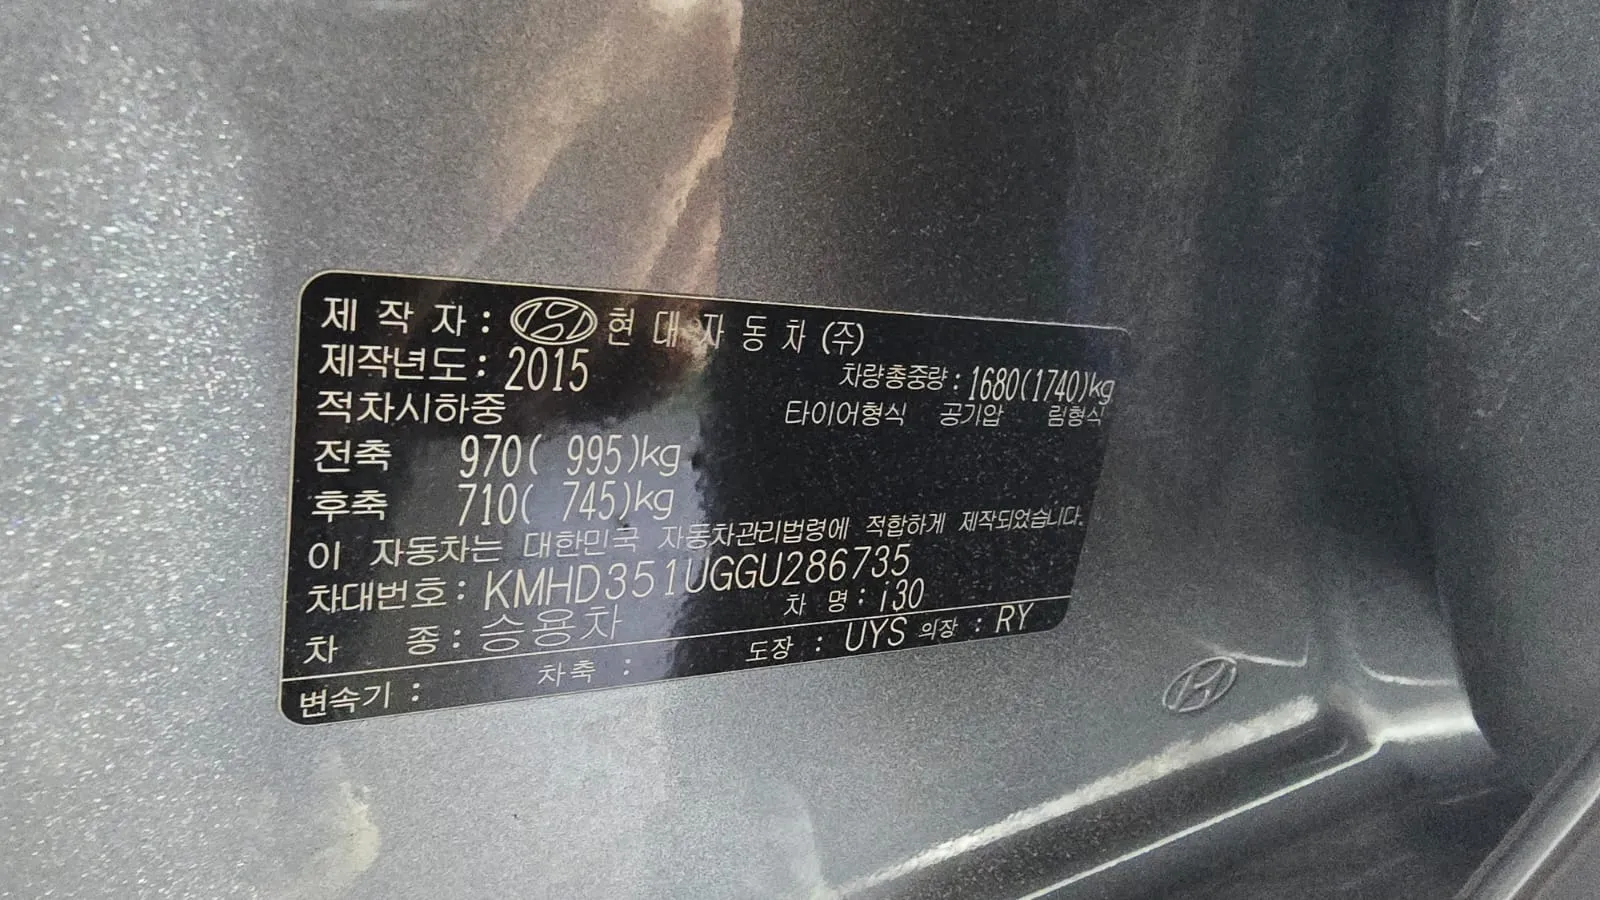 제작자: 현대자동차(주)
제작년도: 2015
차량총중량: 1680(1740)kg
적차시하중
타이어형식 공기압 림형식
전축 970( 995)kg
후축 710( 745)kg
이 자동차는 대한민국 자동차관리법령에 적합하게 제작되었습니다.
차대번호: KMHD351UGGU286735
차 종: 승용차 차 명: i30
변속기: 차축: 도장: UYS 의장: RY